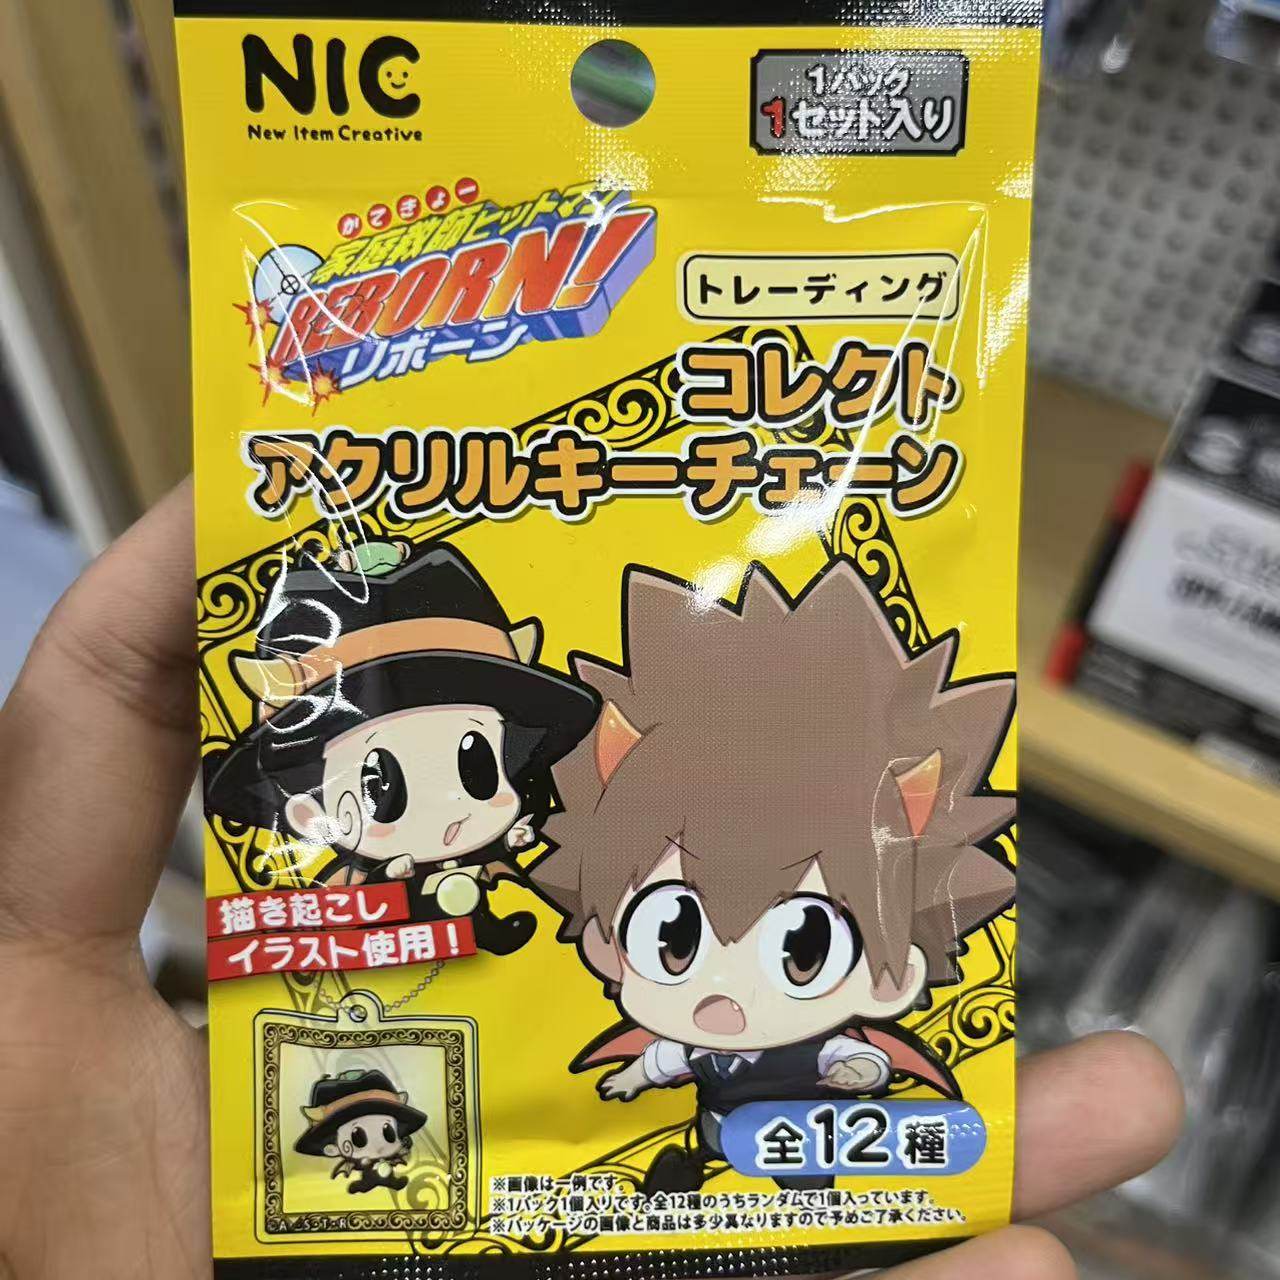 NIC
New Item Creative
1パック
1セット入り
かてきょー
家庭教師ヒットマン
REBORN!
リボーン
トレーディング
コレクト
アクリルキーチェーン
描き起こし
イラスト使用!
全12種
※画像は一例です。
※1パック1個入りです。全12種のうちランダムで1個入っています。
※パッケージの画像と商品は多少異なりますので予めご了承ください。